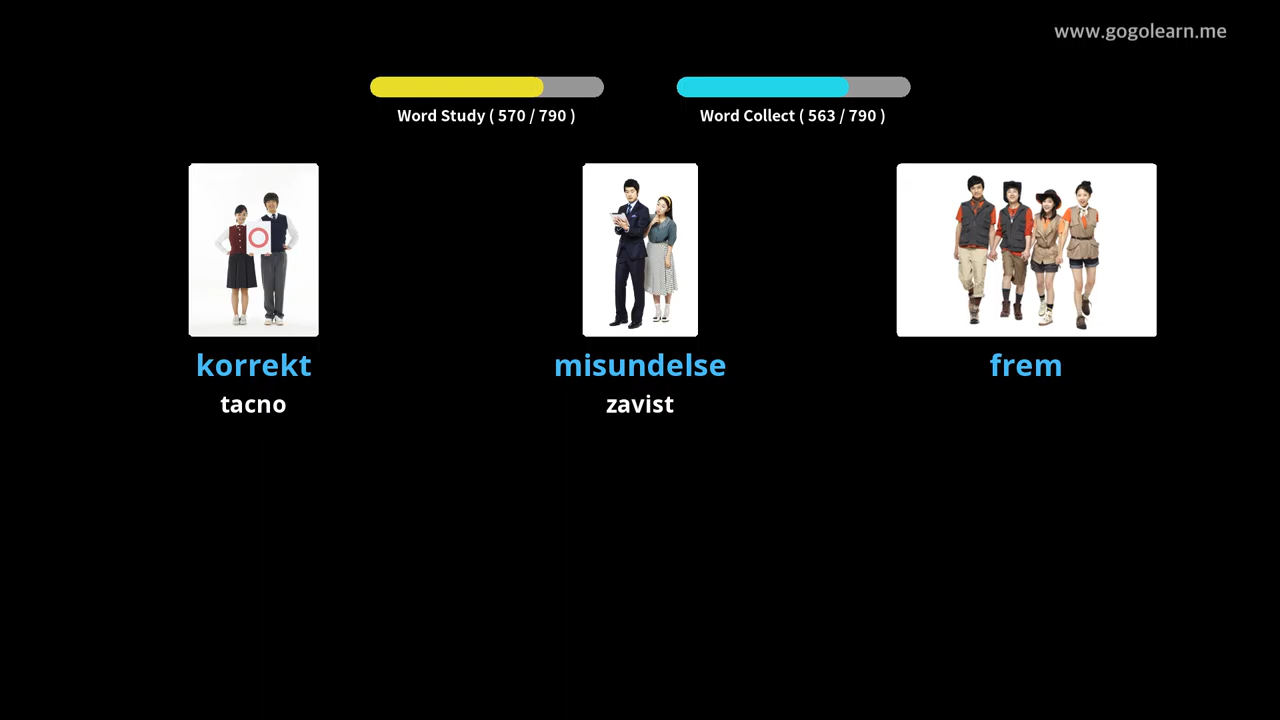 www.gogolearn.me
Word Study ( 570 / 790 )
Word Collect ( 563 / 790 )
korrekt
tacno
misundelse
zavist
frem